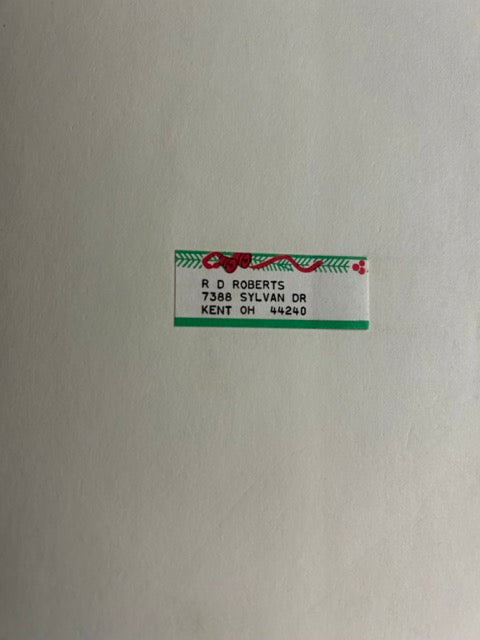 R D ROBERTS
7388 SYLVAN DR
KENT OH 44240